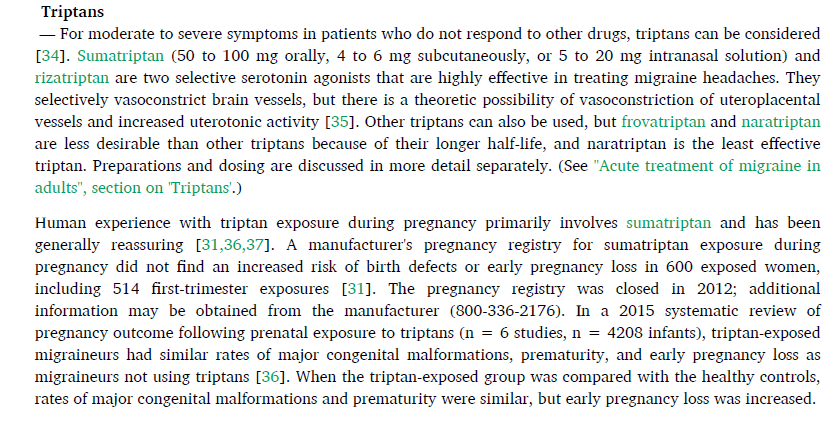 Triptans
— For moderate to severe symptoms in patients who do not respond to other drugs, triptans can be considered
[34]. Sumatriptan (50 to 100 mg orally, 4 to 6 mg subcutaneously, or 5 to 20 mg intranasal solution) and
rizatriptan are two selective serotonin agonists that are highly effective in treating migraine headaches. They
selectively vasoconstrict brain vessels, but there is a theoretic possibility of vasoconstriction of uteroplacental
vessels and increased uterotonic activity [35]. Other triptans can also be used, but frovatriptan and naratriptan
are less desirable than other triptans because of their longer half-life, and naratriptan is the least effective
triptan. Preparations and dosing are discussed in more detail separately. (See "Acute treatment of migraine in
adults", section on 'Triptans'.)
Human experience with triptan exposure during pregnancy primarily involves sumatriptan and has been
generally reassuring [31,36,37]. A manufacturer's pregnancy registry for sumatriptan exposure during
pregnancy did not find an increased risk of birth defects or early pregnancy loss in 600 exposed women,
including 514 first-trimester exposures [31]. The pregnancy registry was closed in 2012; additional
information may be obtained from the manufacturer (800-336-2176). In a 2015 systematic review of
pregnancy outcome following prenatal exposure to triptans (n = 6 studies, n = 4208 infants), triptan-exposed
migraineurs had similar rates of major congenital malformations, prematurity, and early pregnancy loss as
migraineurs not using triptans [36]. When the triptan-exposed group was compared with the healthy controls,
rates of major congenital malformations and prematurity were similar, but early pregnancy loss was increased.